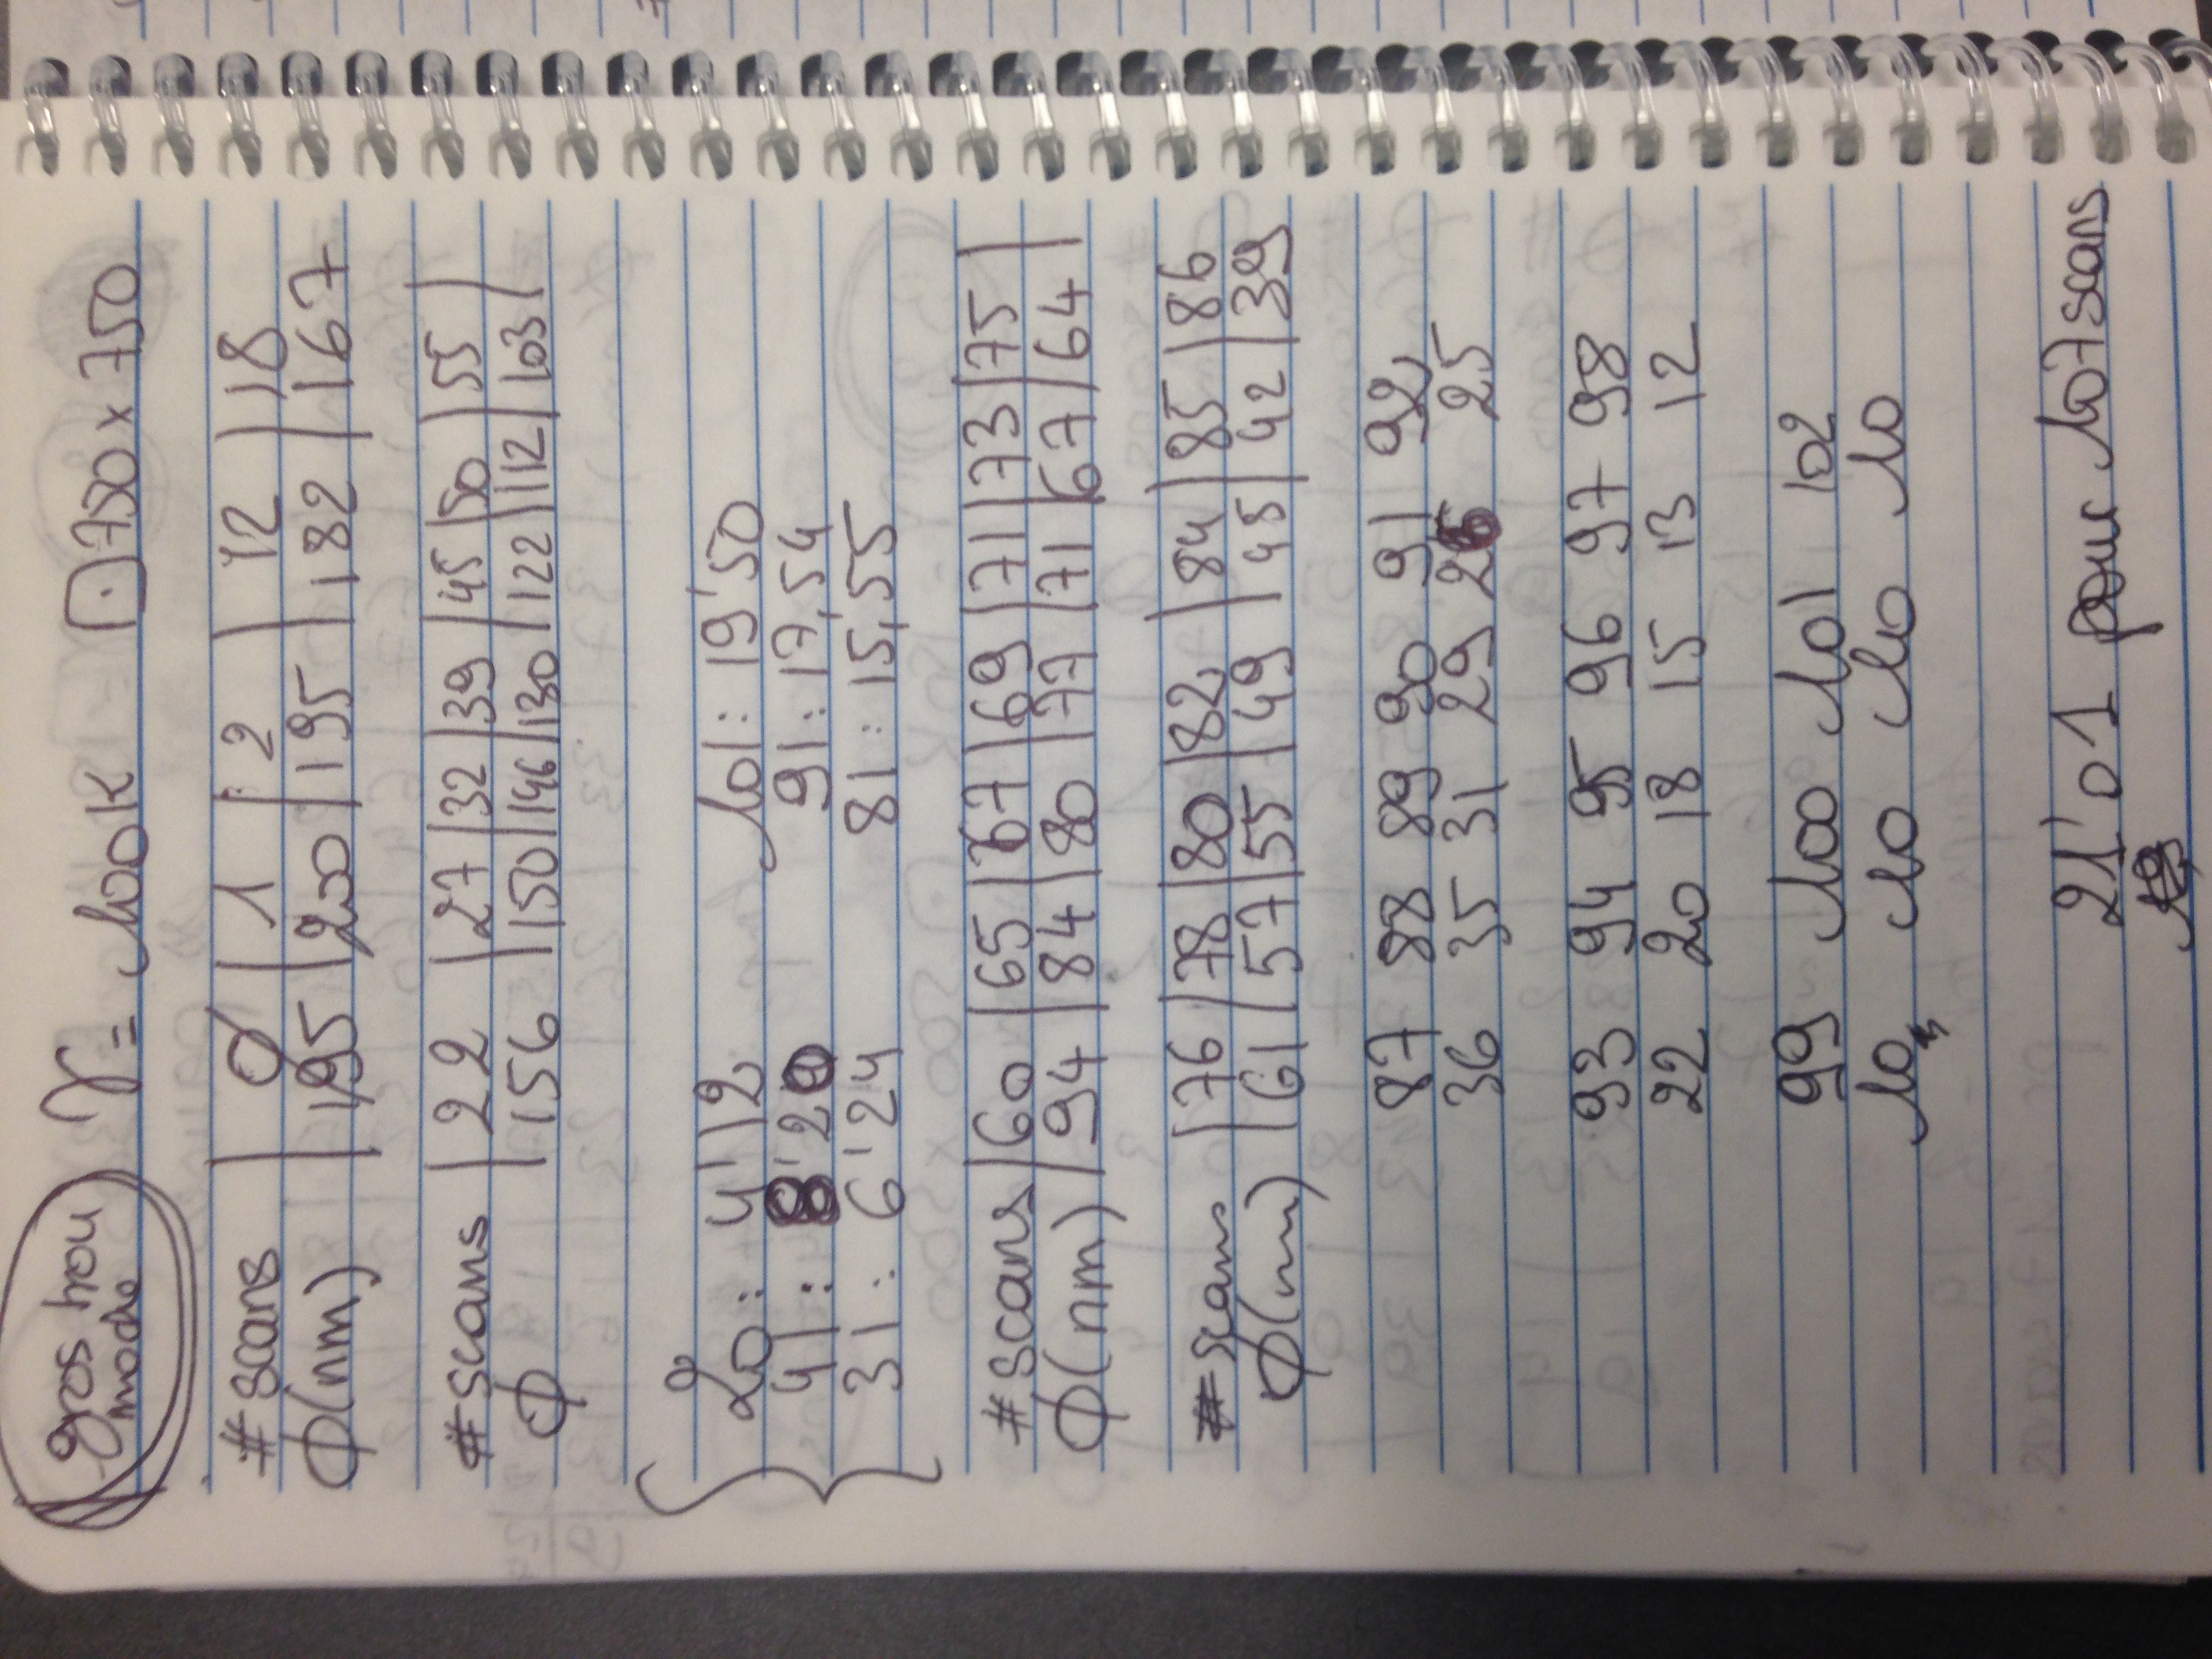 gros trou
moche
γ = 100K ⊡ 750 x 750
# scans | 0 | 1 | 2 | 12 | 18
ϕ(nm) | 195 | 200 | 195 | 182 | 167
# scans | 22 | 27 | 32 | 39 | 45 | 50 | 55 |
ϕ | 156 | 150 | 146 | 130 | 122 | 112 | 103 |
20 : 4'12 101 : 19'50
41 : 8'20 91 : 17,54
31 : 6'24 81 : 15,55
# scans | 60 | 65 | 67 | 69 | 71 | 73 | 75 |
ϕ(nm) | 94 | 84 | 80 | 77 | 71 | 67 | 64 |
# scans | 76 | 78 | 80 | 82 | 84 | 85 | 86
ϕ(nm) | 61 | 57 | 55 | 49 | 45 | 42 | 39
87 88 89 90 91 92
36 35 31 29 26 25
93 94 95 96 97 98
22 20 18 15 13 12
99 100 101 102
10 10 10 10
21'01 pour 107 scans